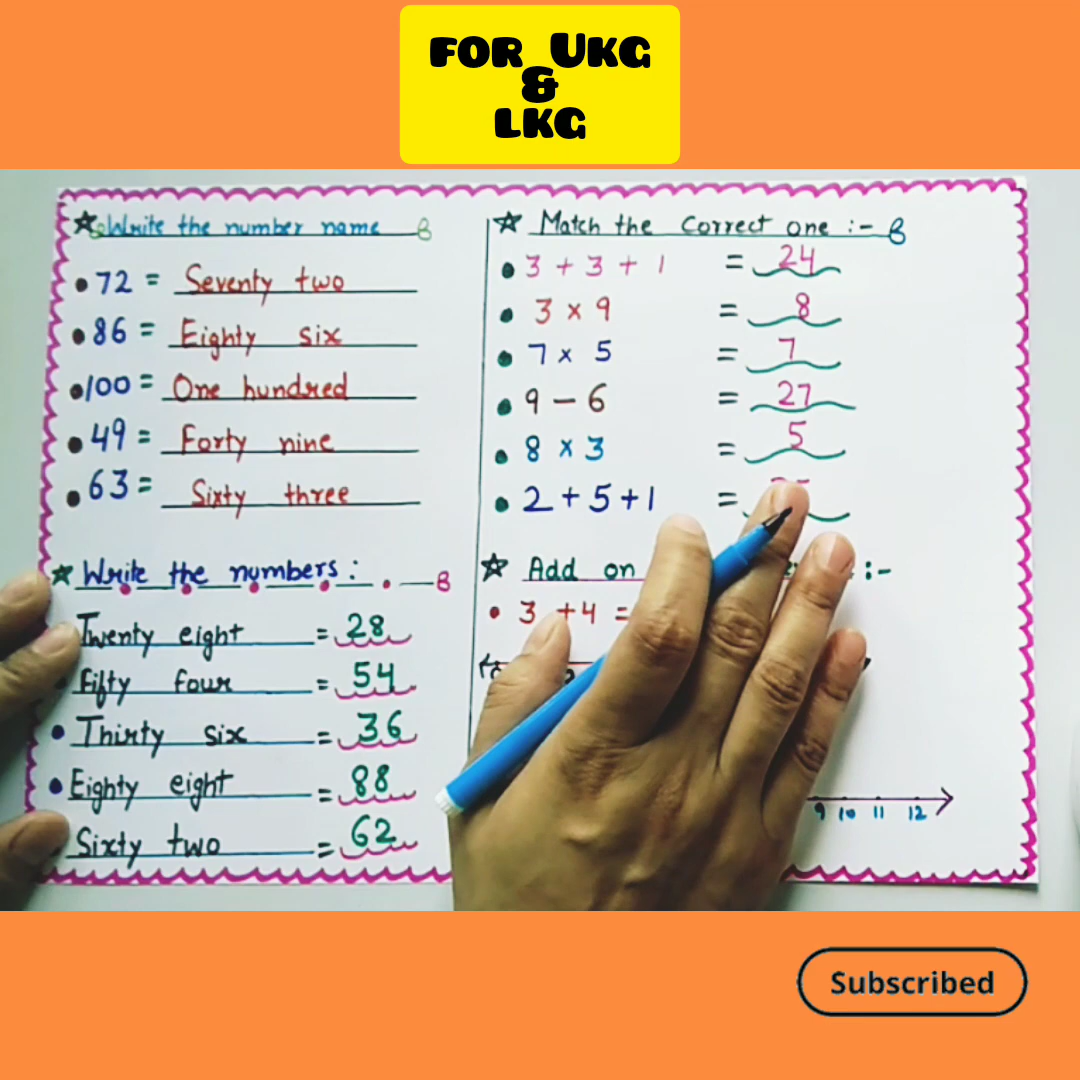 FOR UKG
&
LKG
Write the number name 8
72 = Seventy two
86 = Eighty six
100 = One hundred
49 = Forty nine
63 = Sixty three
Write the numbers : 8
Twenty eight = 28
Fifty four = 54
Thirty six = 36
Eighty eight = 88
Sixty two = 62
Match the Correct one :- 8
3 + 3 + 1 = 24
3 × 9 = 8
7 × 5 = 7
9 - 6 = 27
8 × 3 = 5
2 + 5 + 1 =
Add on :-
3 + 4 =
9 10 11 12
Subscribed